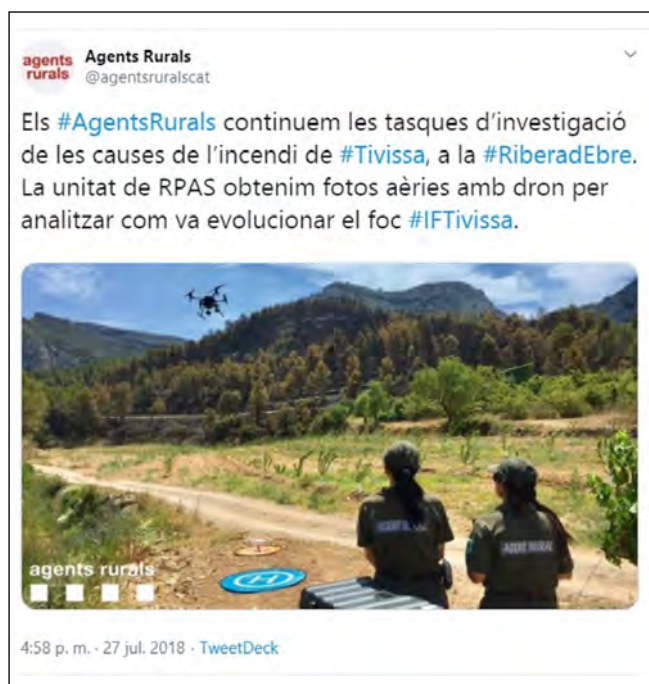 agents
rurals
Agents Rurals
@agentsruralscat
Els #AgentsRurals continuem les tasques d'investigació
de les causes de l'incendi de #Tivissa, a la #RiberadEbre.
La unitat de RPAS obtenim fotos aèries amb dron per
analitzar com va evolucionar el foc #IFTivissa.
AGENT RURAL
AGENT RURAL
H
agents rurals
4:58 p. m. · 27 jul. 2018 · TweetDeck